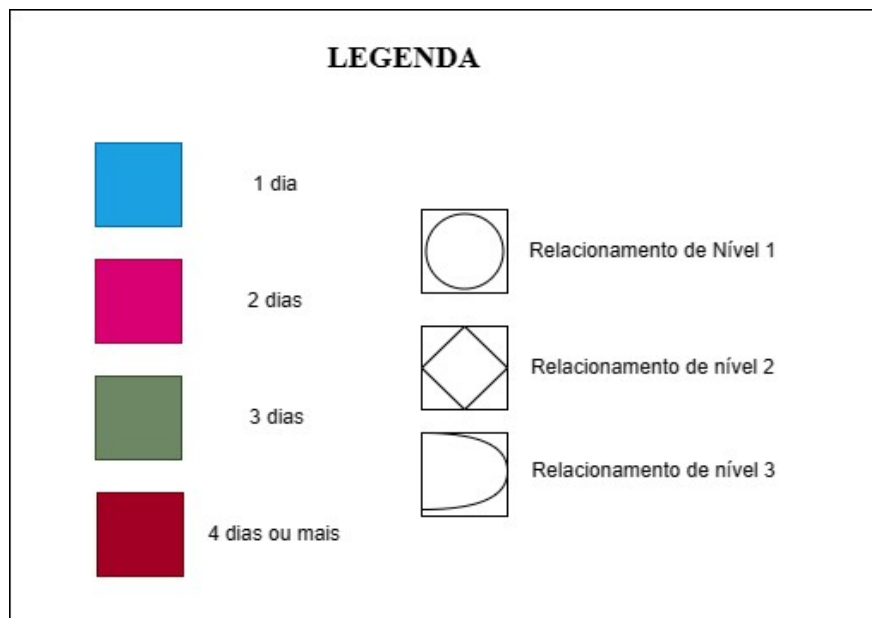 LEGENDA
1 dia
2 dias
3 dias
4 dias ou mais
Relacionamento de Nível 1
Relacionamento de nível 2
Relacionamento de nível 3